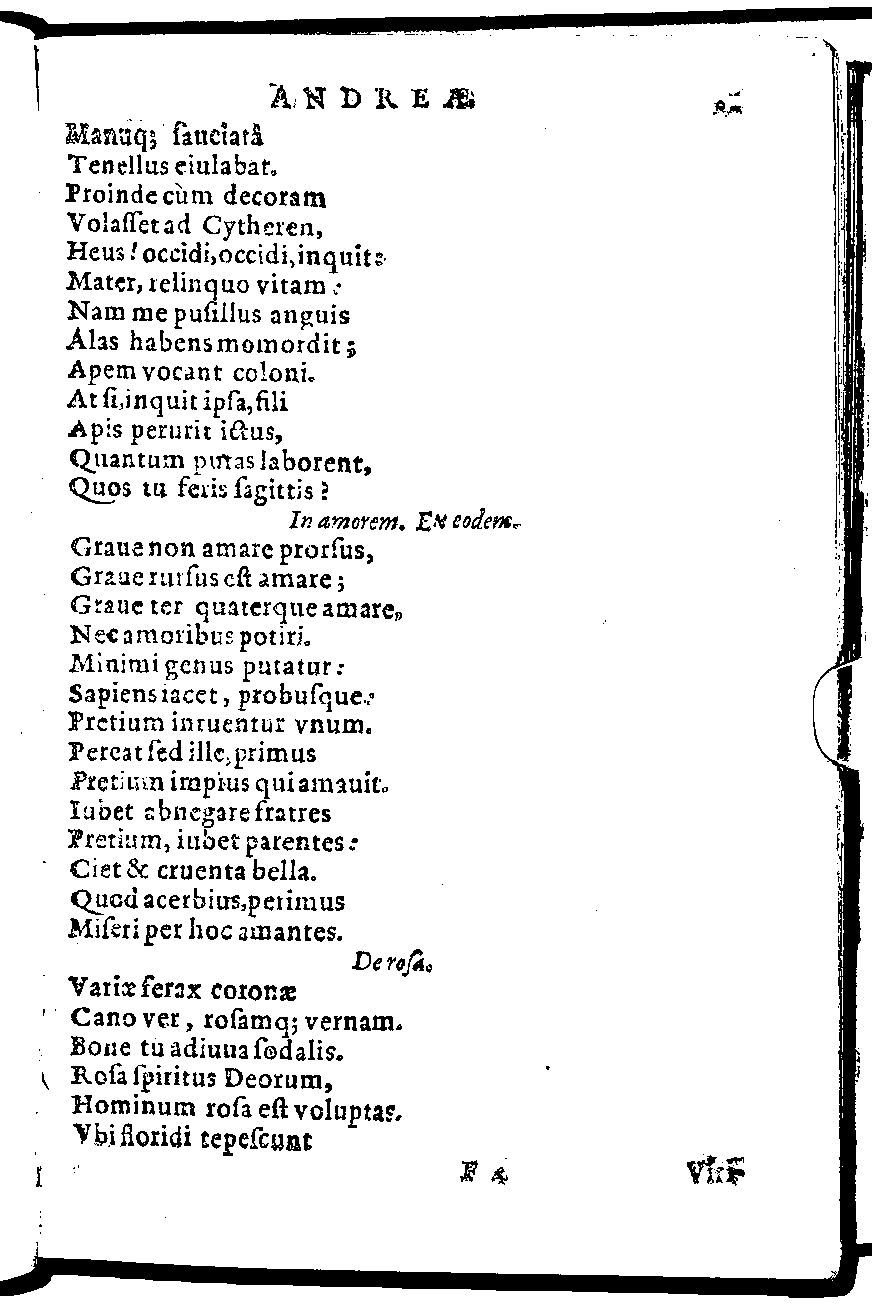 ANDREÆ
Manuq; ſauciatâ
Tenellus eiulabat.
Proinde cùm decoram
Volaſſet ad Cytheren,
Heus! occidi, occidi, inquit:
Mater, relinquo vitam:
Nam me puſillus anguis
Alas habens momordit;
Apem vocant coloni.
At ſi, inquit ipſa, fili
Apis perurit ictus,
Quantum putas laborent,
Quos tu feris ſagittis?
In amorem. Ex eodem.
Graue non amare prorſus,
Graue rurſus eſt amare;
Graue ter quaterque amare,
Nec amoribus potiri.
Minimi genus putatur:
Sapiens iacet, probuſque:
Pretium intuentur vnum.
Pereat ſed ille, primus
Pretium impius qui amauit.
Iubet abnegare fratres
Pretium, iubet parentes:
Ciet & cruenta bella.
Quod acerbius, perimus
Miſeri per hoc amantes.
De roſa.
Variæ ferax coronæ
Cano ver, roſamq; vernam.
Bone tu adiuua ſodalis.
Roſa ſpiritus Deorum,
Hominum roſa eſt voluptas.
Vbi floridi tepeſcunt
F